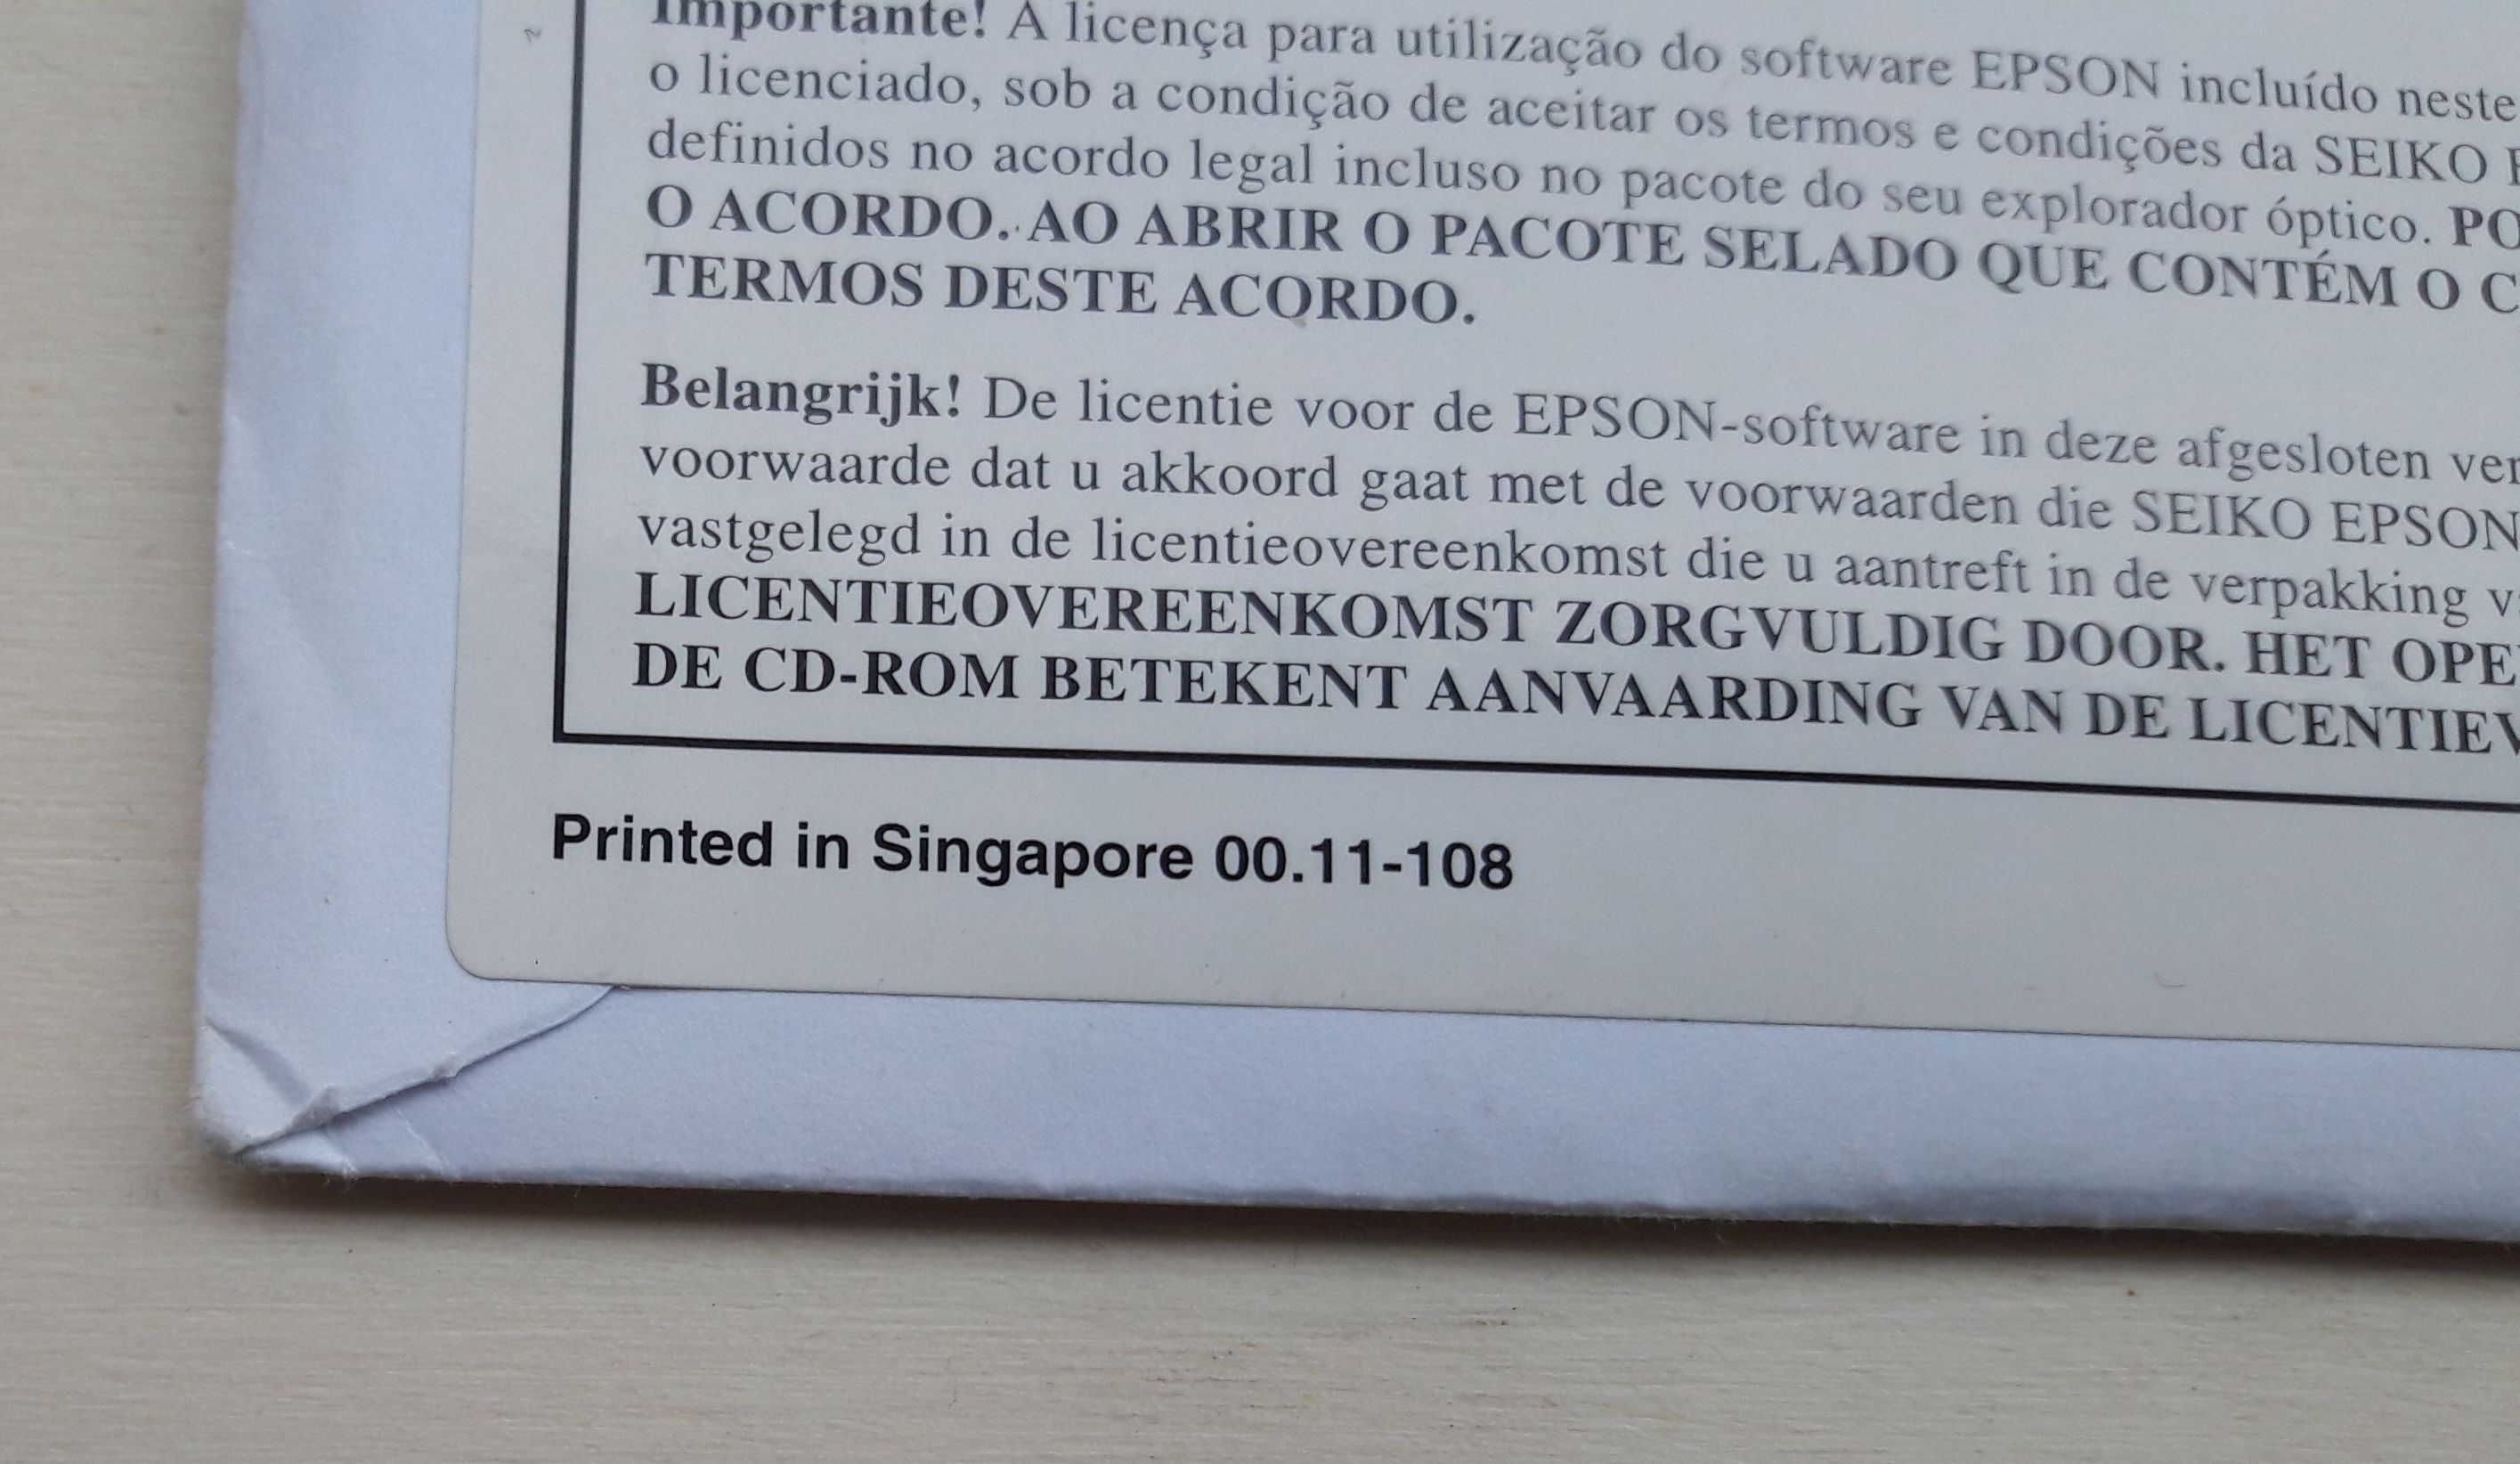 Importante! A licença para utilização do software EPSON incluído neste
o licenciado, sob a condição de aceitar os termos e condições da SEIKO
definidos no acordo legal incluso no pacote do seu explorador óptico.
O ACORDO. AO ABRIR O PACOTE SELADO QUE CONTÉM O
TERMOS DESTE ACORDO.
Belangrijk! De licentie voor de EPSON-software in deze afgesloten
voorwaarde dat u akkoord gaat met de voorwaarden die SEIKO EPSON
vastgelegd in de licentieovereenkomst die u aantreft in de verpakking
LICENTIEOVEREENKOMST ZORGVULDIG DOOR. HET
DE CD-ROM BETEKENT AANVAARDING VAN DE
Printed in Singapore 00.11-108